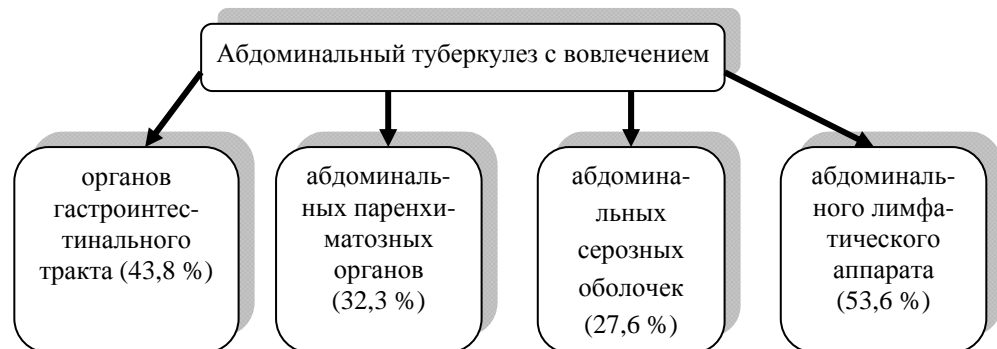 Абдоминальный туберкулез с вовлечением
органов
гастроинтес-
тинального
тракта (43,8 %)
абдоминаль-
ных паренхи-
матозных
органов
(32,3 %)
абдомина-
льных
серозных
оболочек
(27,6 %)
абдоминаль-
ного лимфа-
тического
аппарата
(53,6 %)